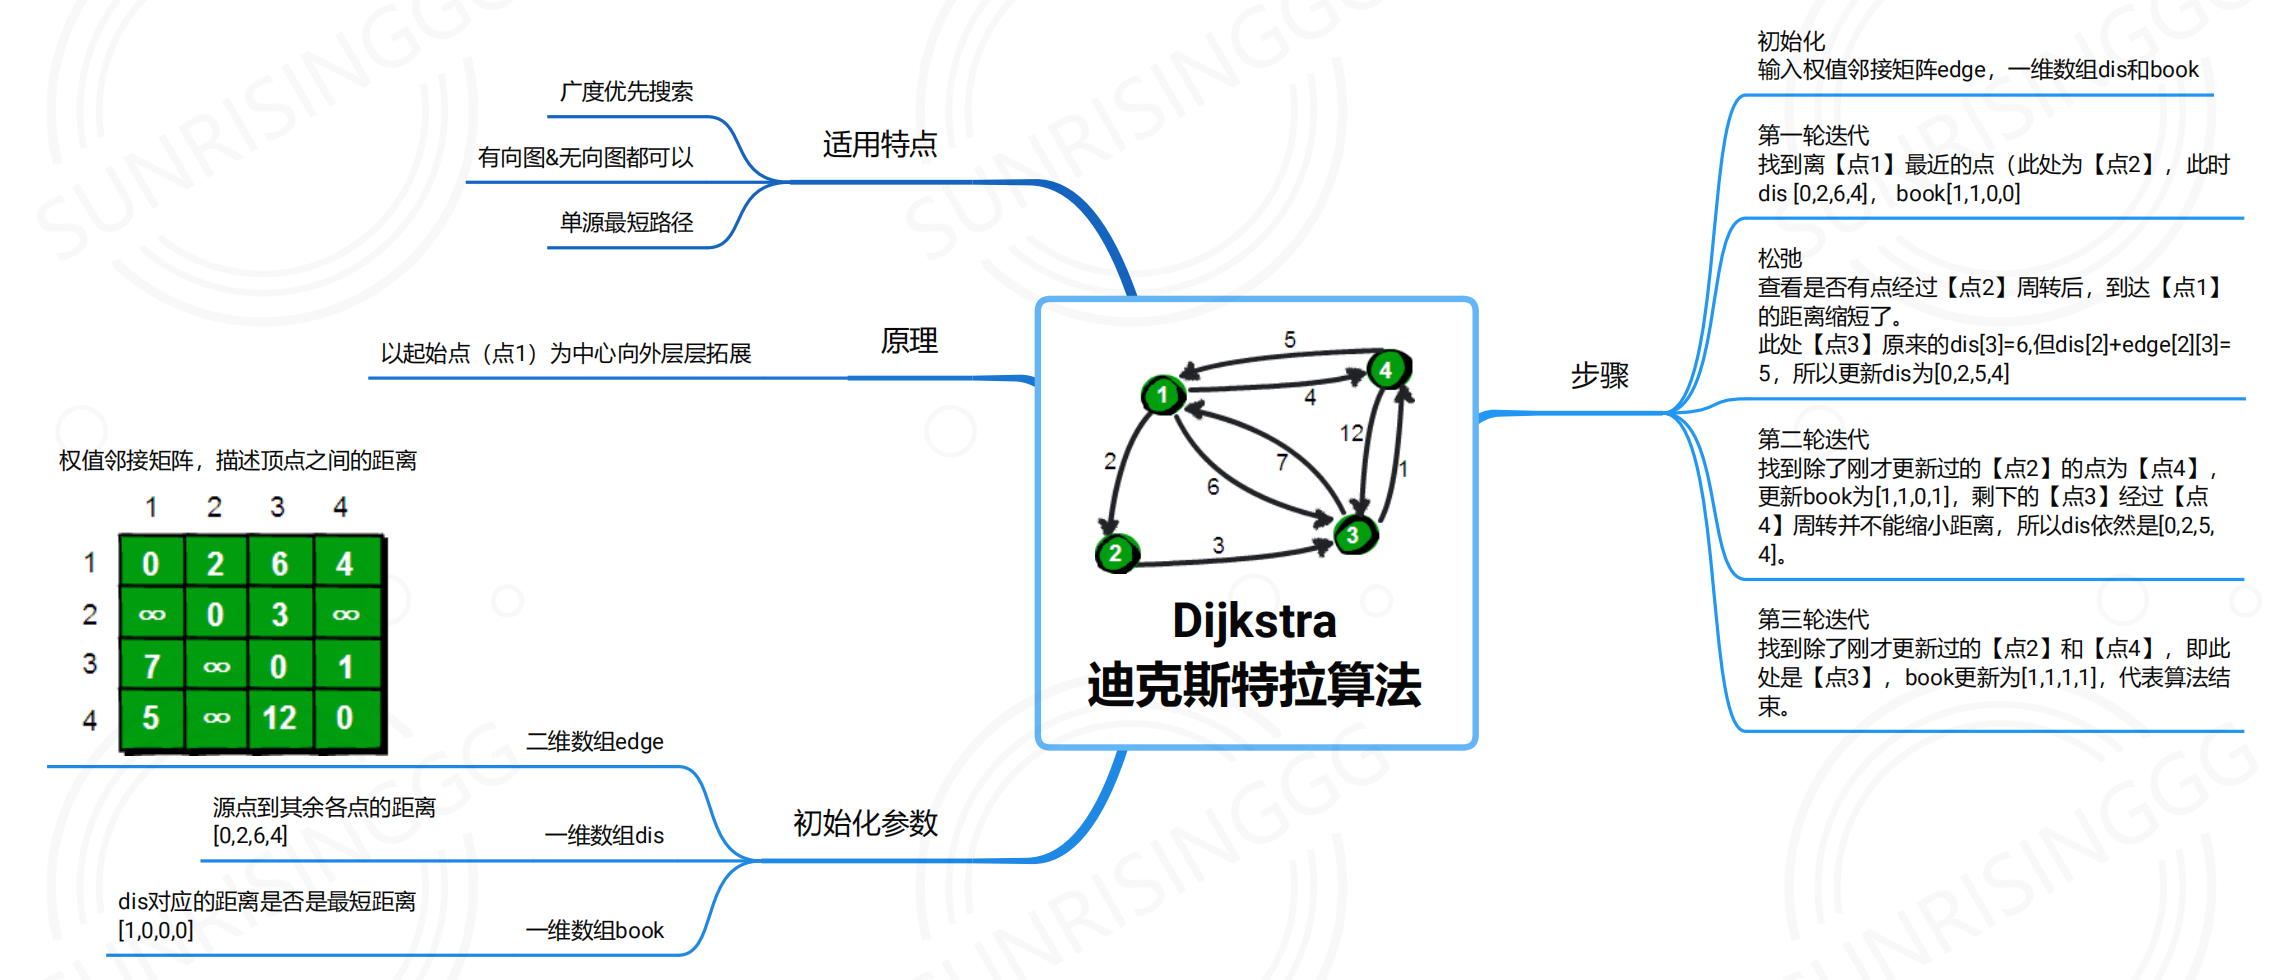 广度优先搜索
有向图&无向图都可以
单源最短路径
适用特点
以起始点（点1）为中心向外层层拓展
原理
权值邻接矩阵，描述顶点之间的距离
1 2 3 4
1 0 2 6 4
2 ∞ 0 3 ∞
3 7 ∞ 0 1
4 5 ∞ 12 0
二维数组edge
源点到其余各点的距离
[0,2,6,4]
一维数组dis
dis对应的距离是否是最短距离
[1,0,0,0]
一维数组book
初始化参数
5
4
1
4
12
7
1
2
6
3
2
3
Dijkstra
迪克斯特拉算法
步骤
初始化
输入权值邻接矩阵edge，一维数组dis和book
第一轮迭代
找到离【点1】最近的点（此处为【点2】，此时
dis [0,2,6,4]， book[1,1,0,0]
松弛
查看是否有点经过【点2】周转后，到达【点1】
的距离缩短了。
此处【点3】原来的dis[3]=6,但dis[2]+edge[2][3]=
5，所以更新dis为[0,2,5,4]
第二轮迭代
找到除了刚才更新过的【点2】的点为【点4】，
更新book为[1,1,0,1]，剩下的【点3】经过【点
4】周转并不能缩小距离，所以dis依然是[0,2,5,
4]。
第三轮迭代
找到除了刚才更新过的【点2】和【点4】，即此
处是【点3】，book更新为[1,1,1,1]，代表算法结
束。
SUNRISINGGG
SUNRISINGGG
SUNRISINGGG
SUNRISINGGG
SUNRISINGGG
SUNRISINGGG